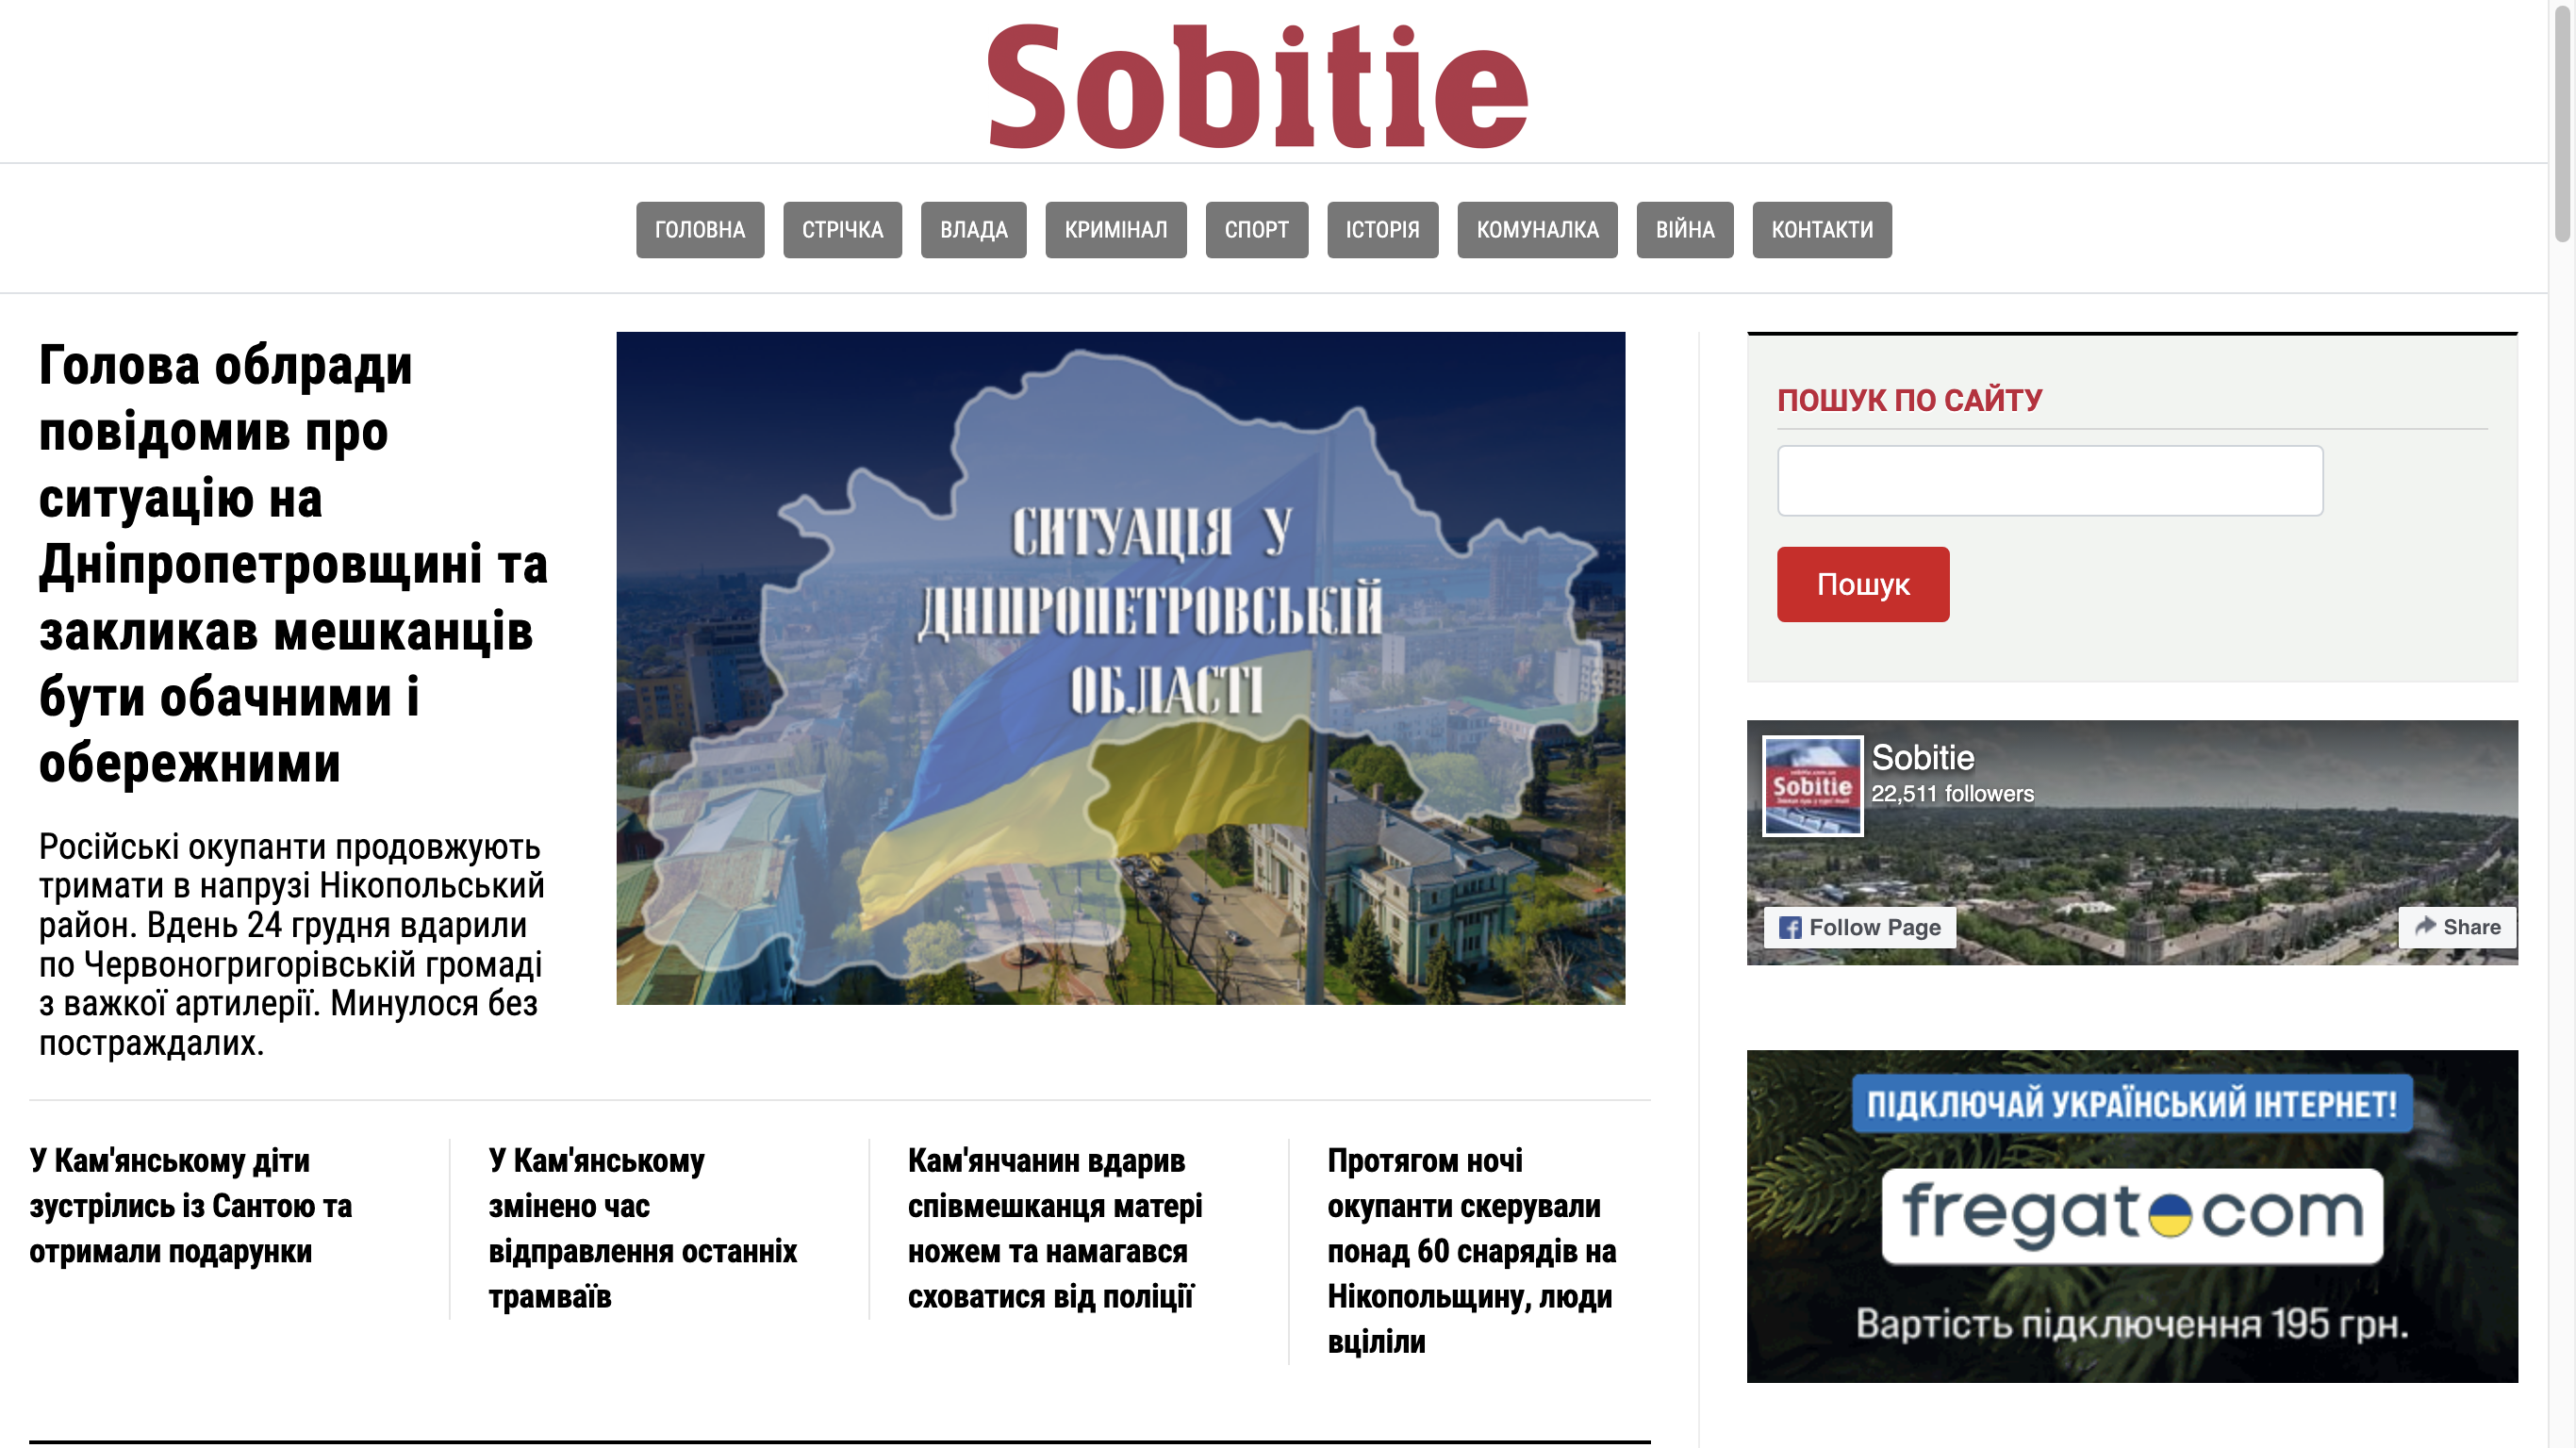 Sobitie
ГОЛОВНА
СТРІЧКА
ВЛАДА
КРИМІНАЛ
СПОРТ
ІСТОРІЯ
КОМУНАЛКА
ВІЙНА
КОНТАКТИ
Голова облради
повідомив про
ситуацію на
Дніпропетровщині та
закликав мешканців
бути обачними і
обережними
Російські окупанти продовжують
тримати в напрузі Нікопольський
район. Вдень 24 грудня вдарили
по Червоногригорівській громаді
з важкої артилерії. Минулося без
постраждалих.
СИТУАЦІЯ У
ДНІПРОПЕТРОВСЬКІЙ
ОБЛАСТІ
У Кам'янському діти
зустрілись із Сантою та
отримали подарунки
У Кам'янському
змінено час
відправлення останніх
трамваїв
Кам'янчанин вдарив
співмешканця матері
ножем та намагався
сховатися від поліції
Протягом ночі
окупанти скерували
понад 60 снарядів на
Нікопольщину, люди
вціліли
ПОШУК ПО САЙТУ
Пошук
Sobitie
Sobitie
22,511 followers
Follow Page
Share
ПІДКЛЮЧАЙ УКРАЇНСЬКИЙ ІНТЕРНЕТ!
fregat com
Вартість підключення 195 грн.